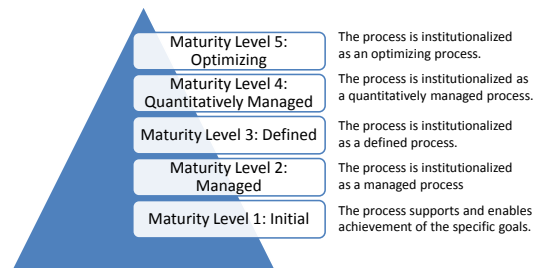 Maturity Level 5:
Optimizing
The process is institutionalized
as an optimizing process.
Maturity Level 4:
Quantitatively Managed
The process is institutionalized as
a quantitatively managed process.
Maturity Level 3: Defined
The process is institutionalized
as a defined process.
Maturity Level 2:
Managed
The process is institutionalized
as a managed process
Maturity Level 1: Initial
The process supports and enables
achievement of the specific goals.